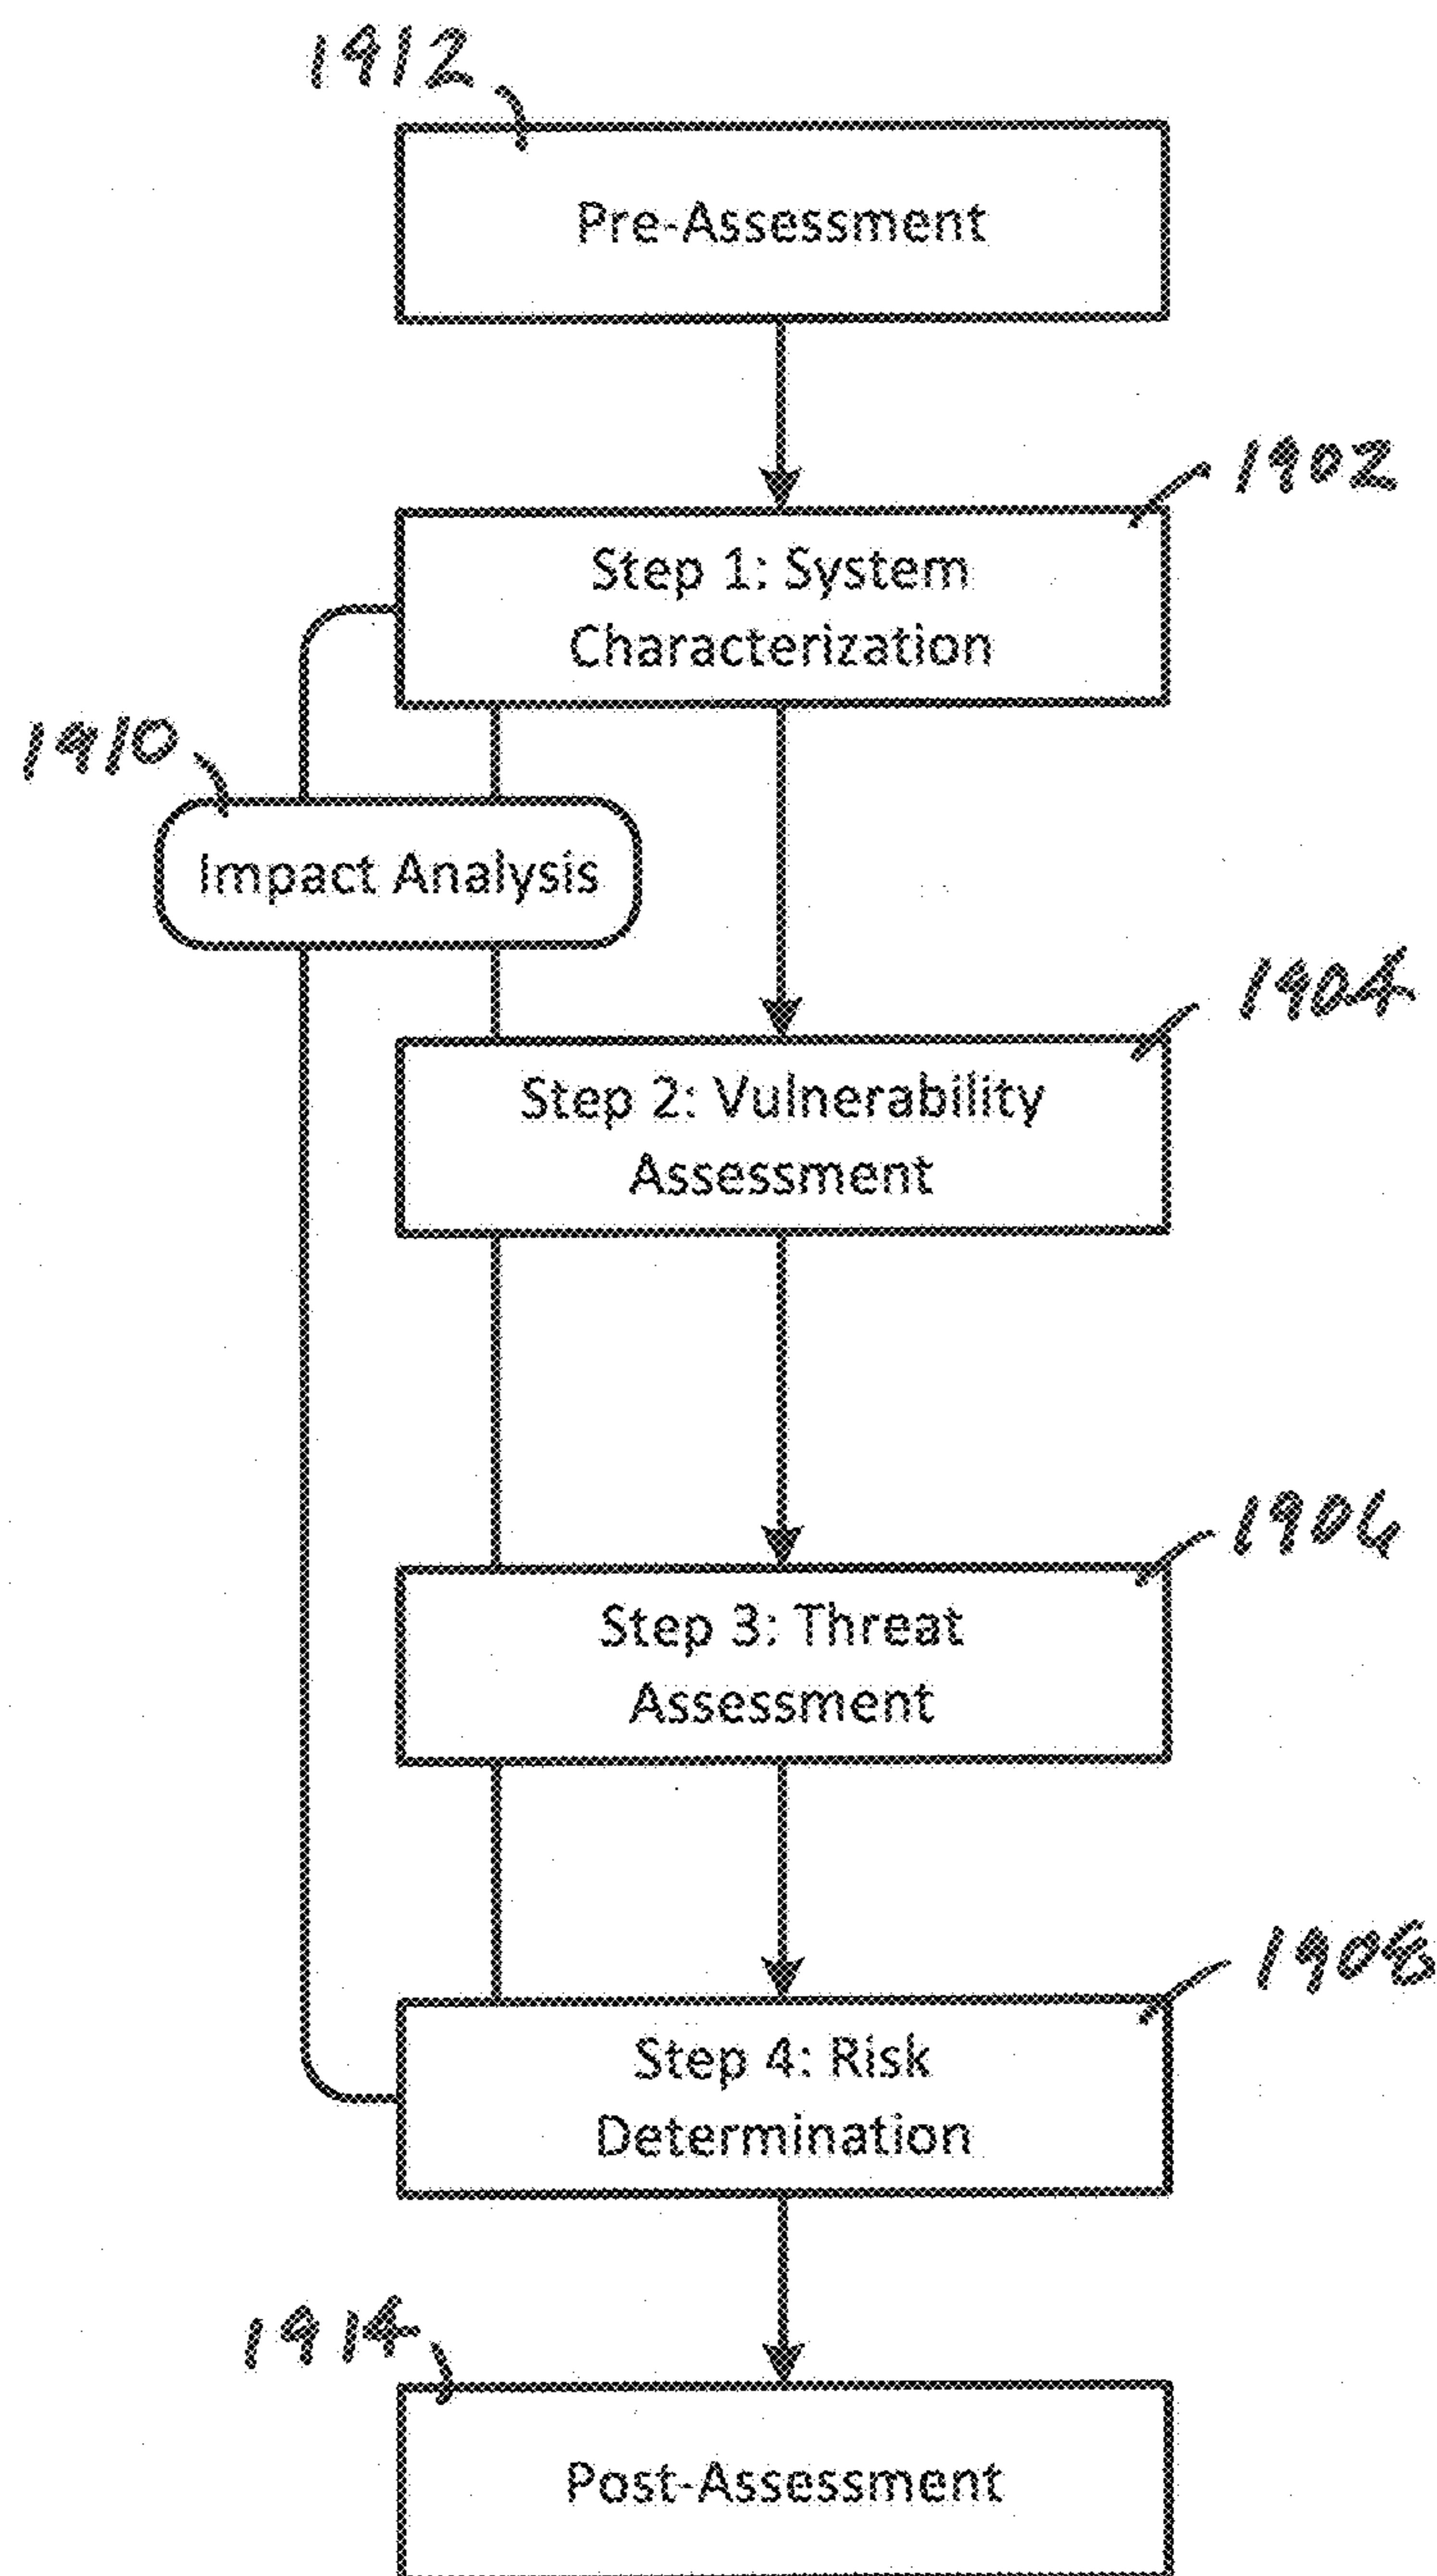 1912
Pre-Assessment
1902
Step 1: System
Characterization
1910
Impact Analysis
1904
Step 2: Vulnerability
Assessment
1906
Step 3: Threat
Assessment
1908
Step 4: Risk
Determination
1914
Post-Assessment